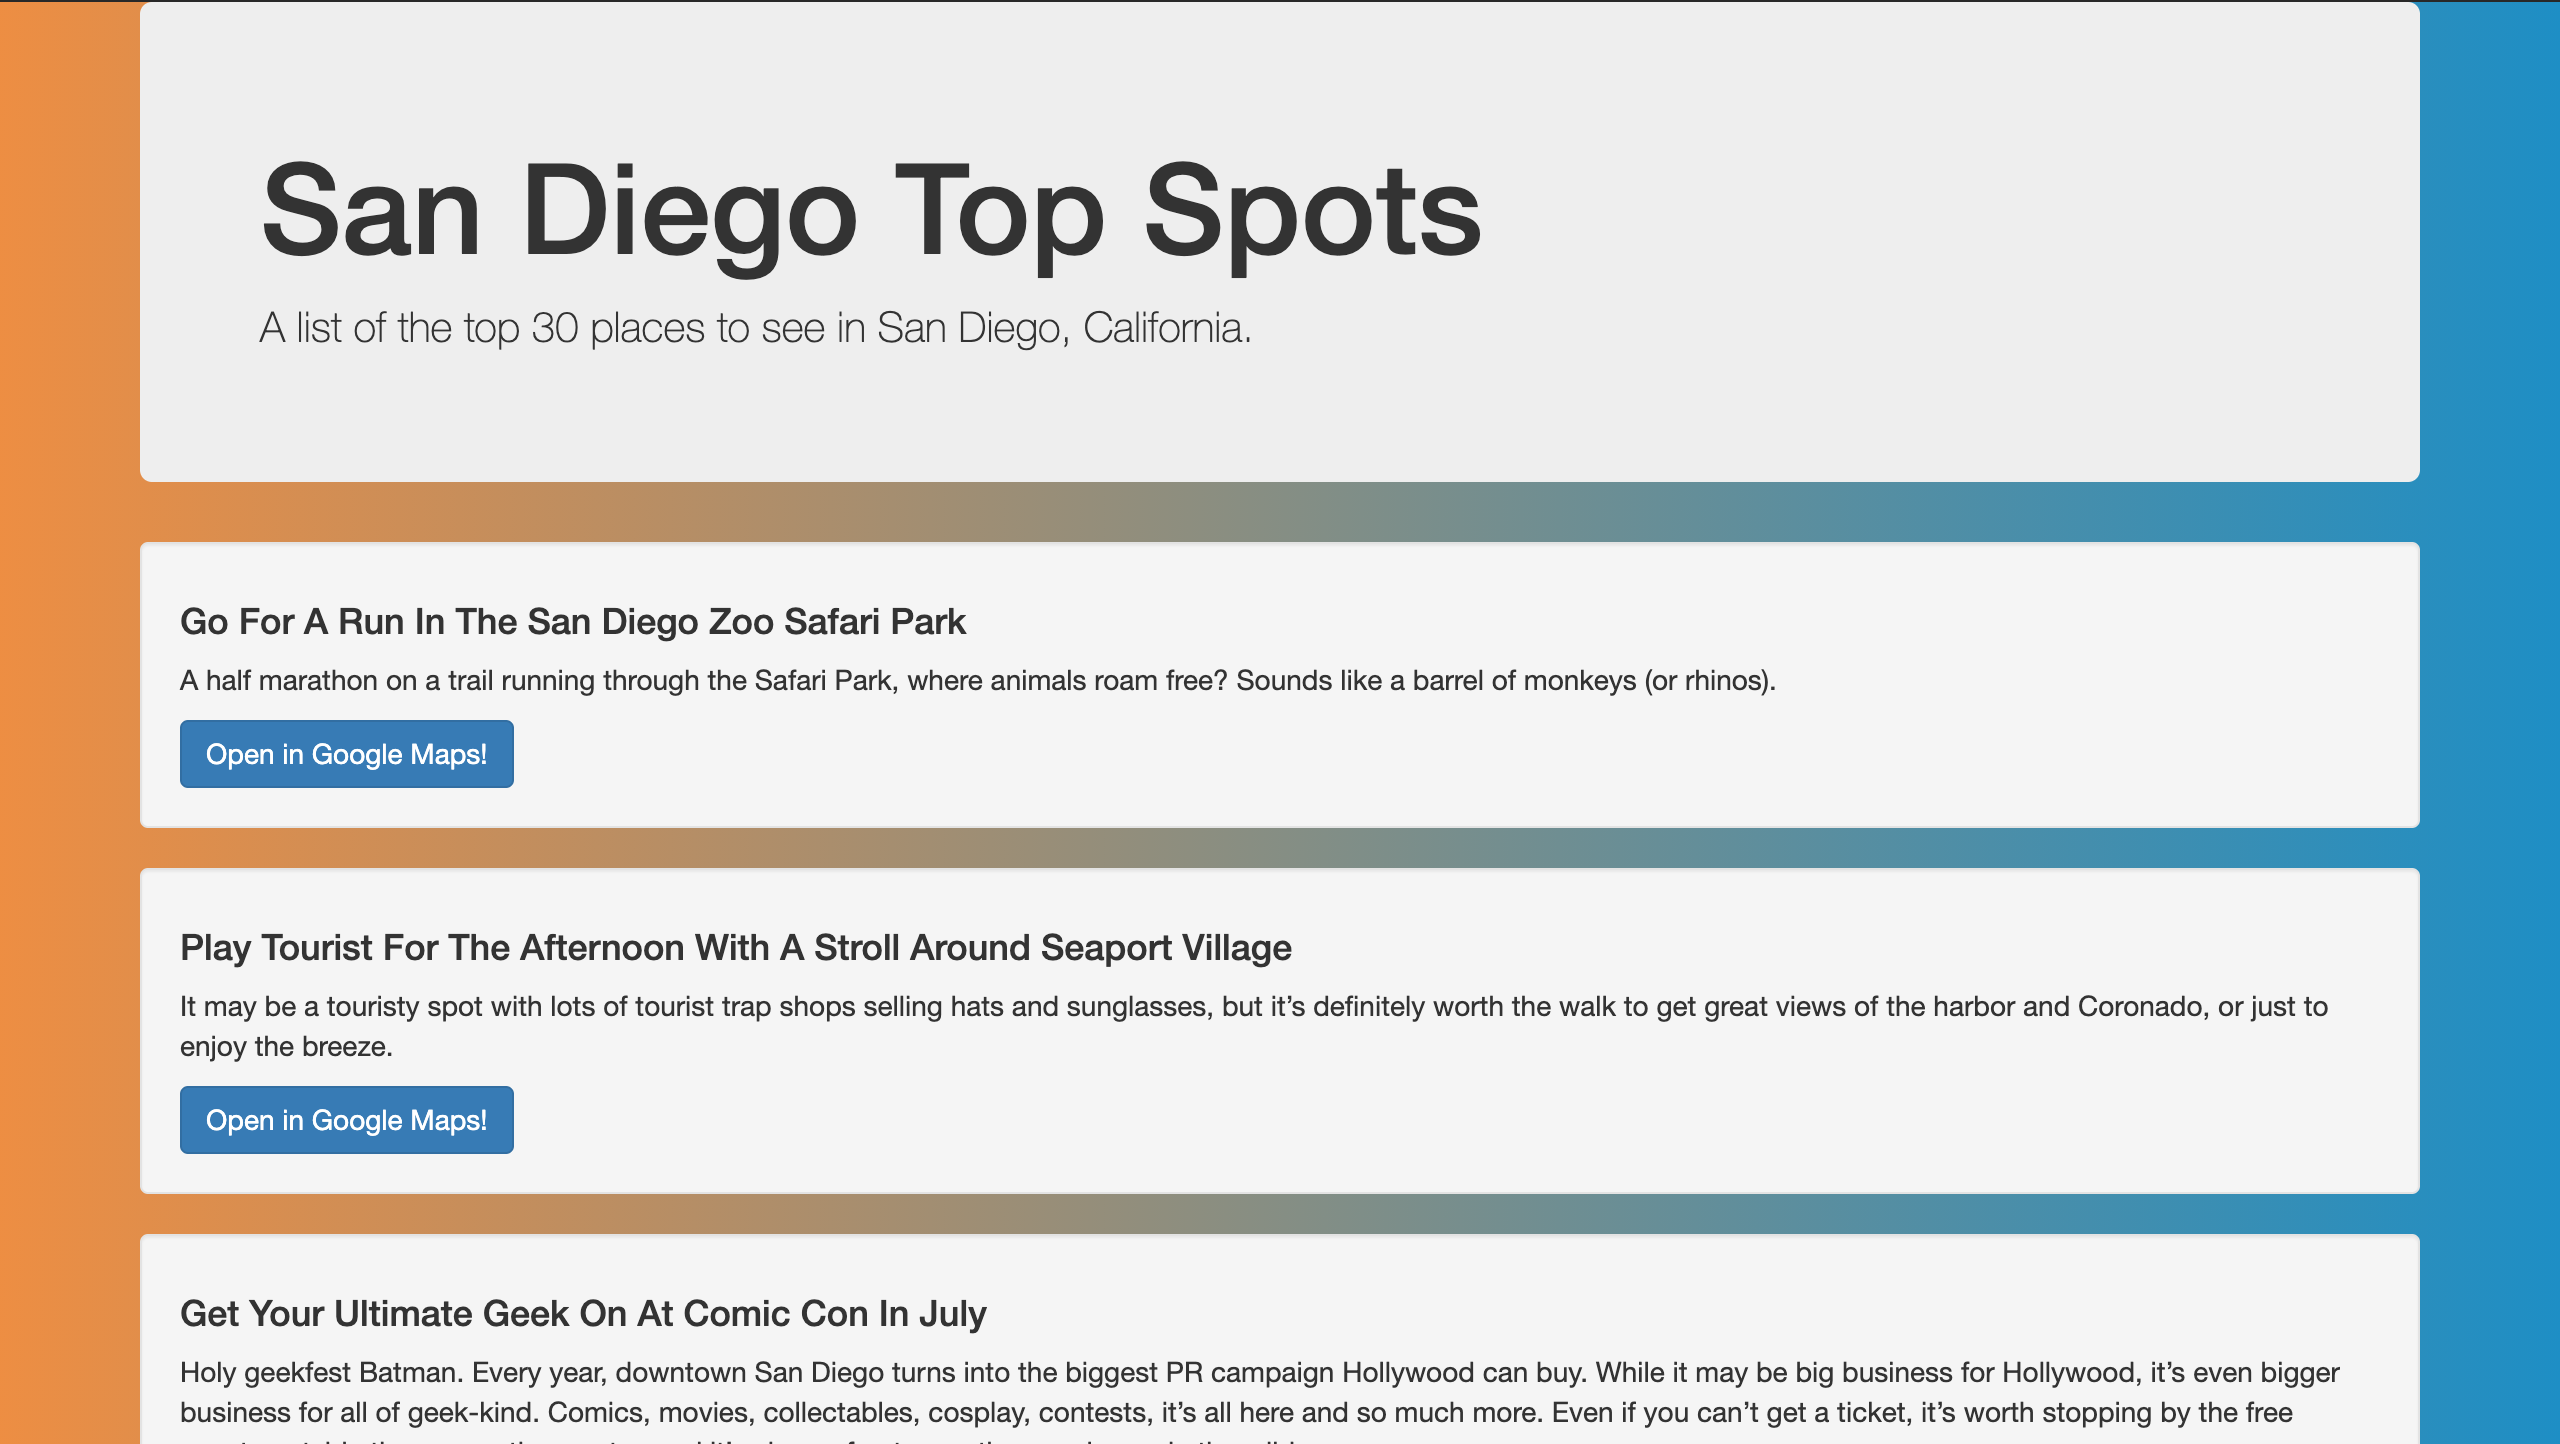 San Diego Top Spots
A list of the top 30 places to see in San Diego, California.
Go For A Run In The San Diego Zoo Safari Park
A half marathon on a trail running through the Safari Park, where animals roam free? Sounds like a barrel of monkeys (or rhinos).
Open in Google Maps!
Play Tourist For The Afternoon With A Stroll Around Seaport Village
It may be a touristy spot with lots of tourist trap shops selling hats and sunglasses, but it’s definitely worth the walk to get great views of the harbor and Coronado, or just to
enjoy the breeze.
Open in Google Maps!
Get Your Ultimate Geek On At Comic Con In July
Holy geekfest Batman. Every year, downtown San Diego turns into the biggest PR campaign Hollywood can buy. While it may be big business for Hollywood, it’s even bigger
business for all of geek-kind. Comics, movies, collectables, cosplay, contests, it’s all here and so much more. Even if you can’t get a ticket, it’s worth stopping by the free